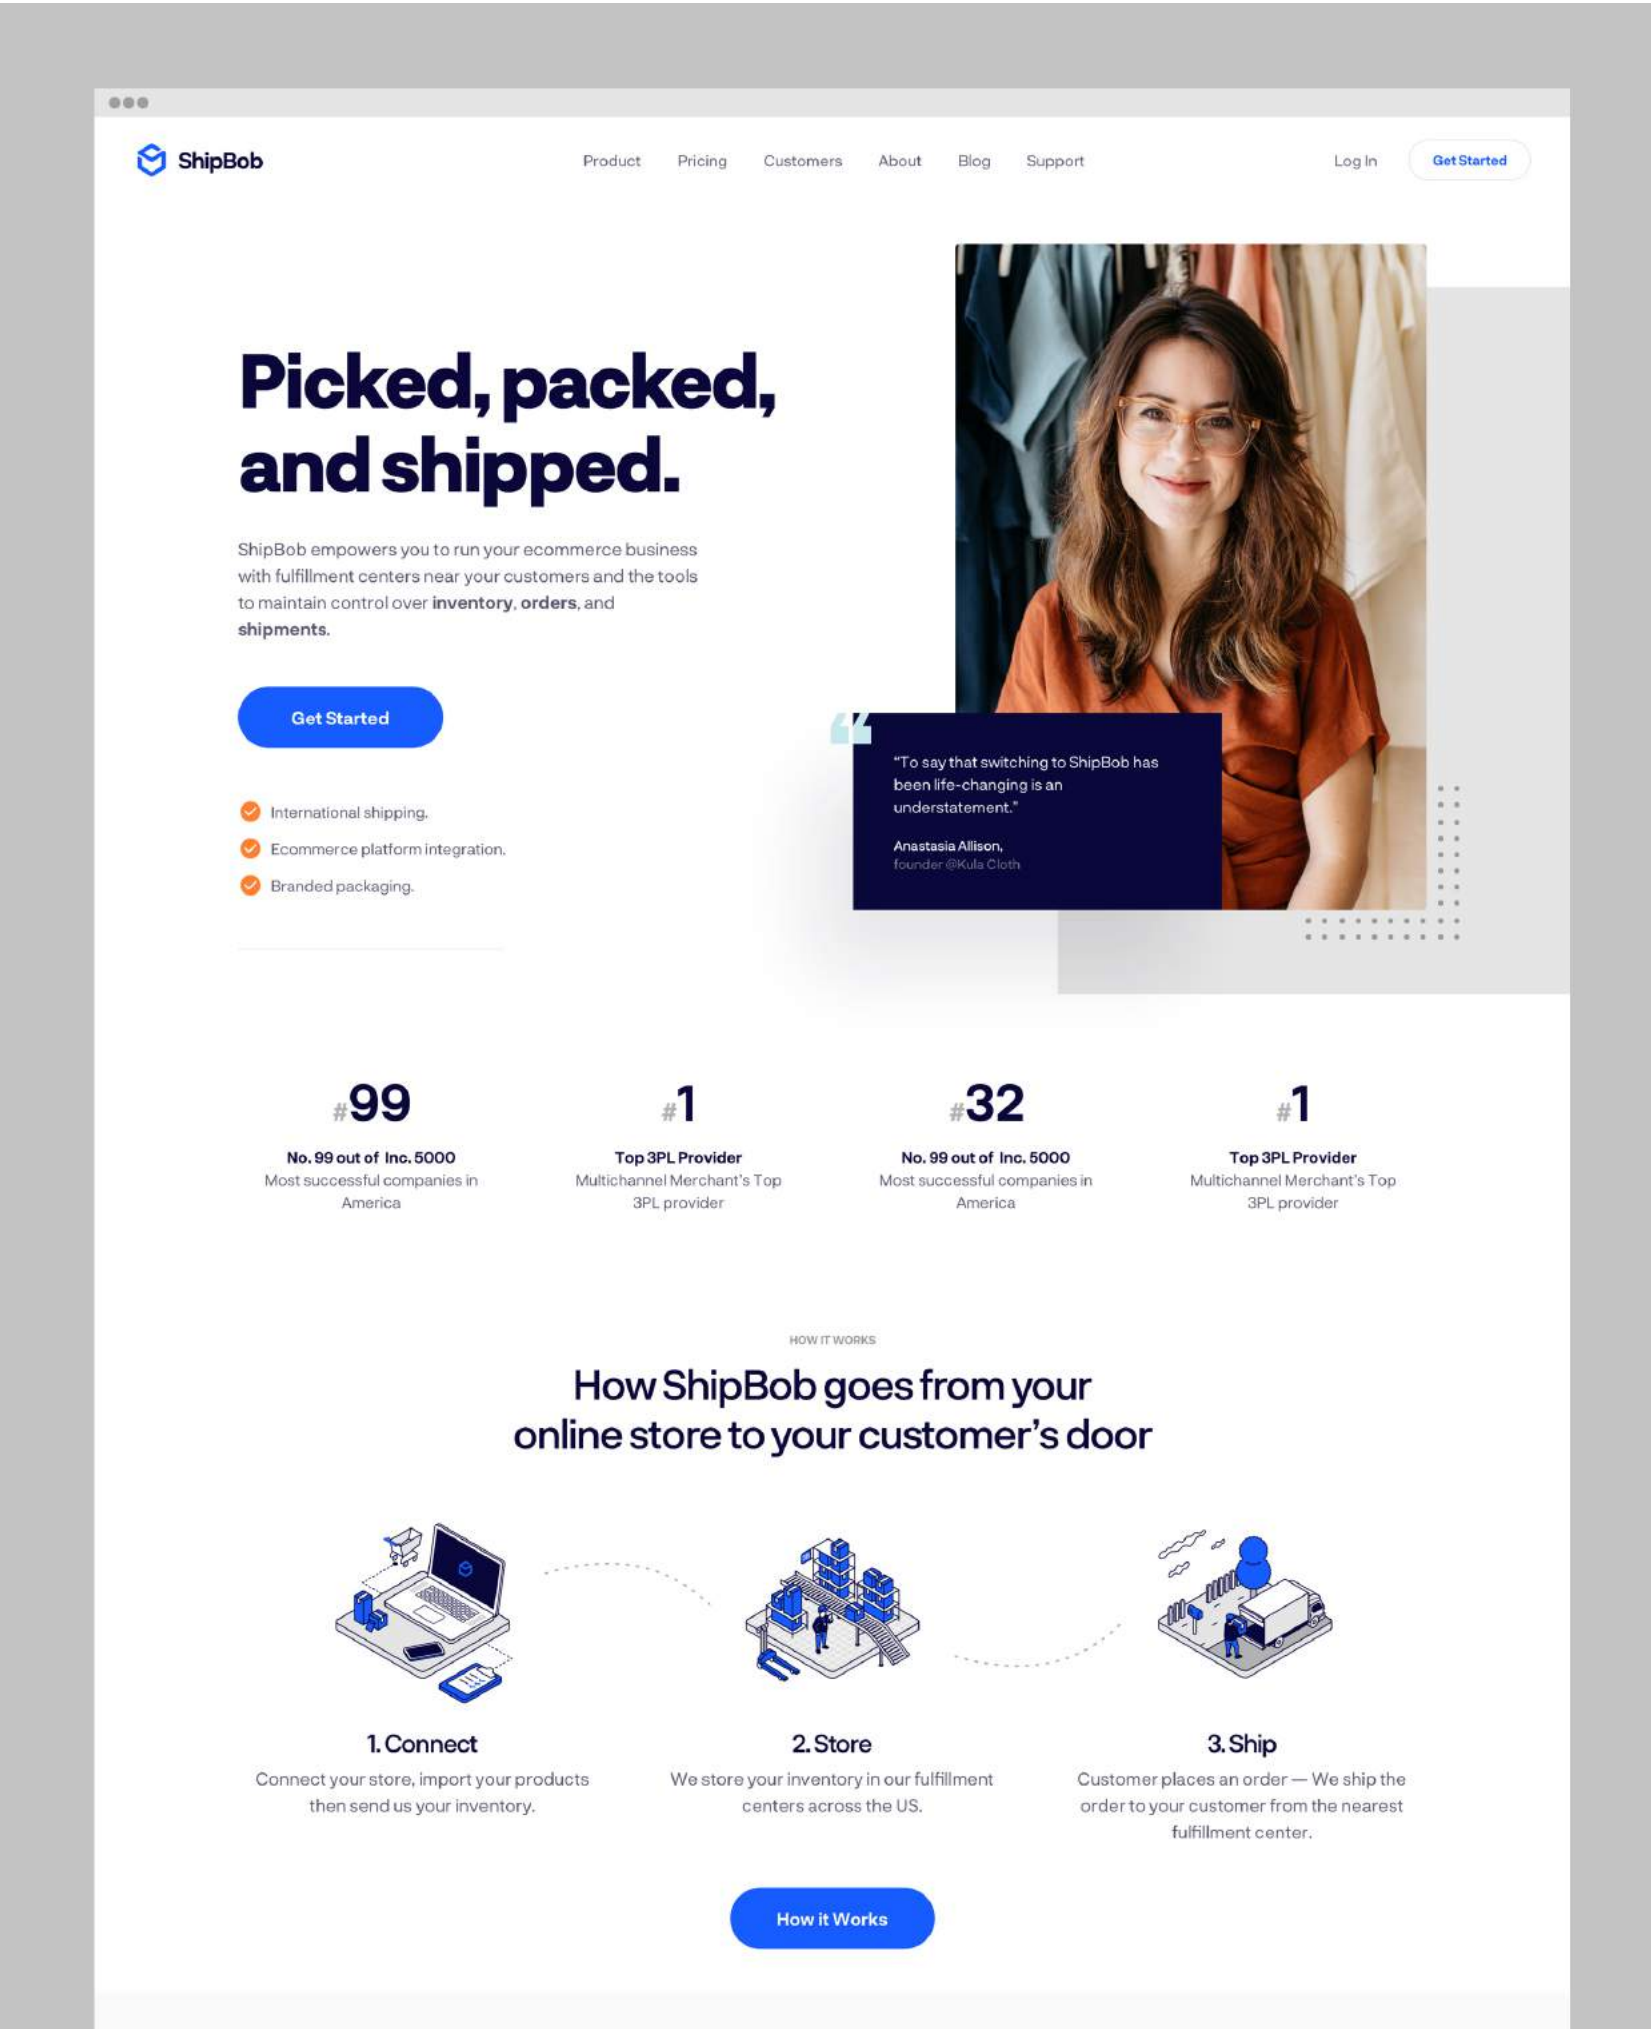 ShipBob
Product Pricing Customers About Blog Support
Log In
Get Started
Picked, packed,
and shipped.
ShipBob empowers you to run your ecommerce business
with fulfillment centers near your customers and the tools
to maintain control over inventory, orders, and
shipments.
Get Started
International shipping.
Ecommerce platform integration.
Branded packaging.
“To say that switching to ShipBob has
been life-changing is an
understatement.”
Anastasia Allison,
founder @Kula Cloth
#99
No. 99 out of Inc. 5000
Most successful companies in
America
#1
Top 3PL Provider
Multichannel Merchant's Top
3PL provider
#32
No. 99 out of Inc. 5000
Most successful companies in
America
#1
Top 3PL Provider
Multichannel Merchant's Top
3PL provider
HOW IT WORKS
How ShipBob goes from your
online store to your customer’s door
1. Connect
Connect your store, import your products
then send us your inventory.
2. Store
We store your inventory in our fulfillment
centers across the US.
3. Ship
Customer places an order — We ship the
order to your customer from the nearest
fulfillment center.
How it Works